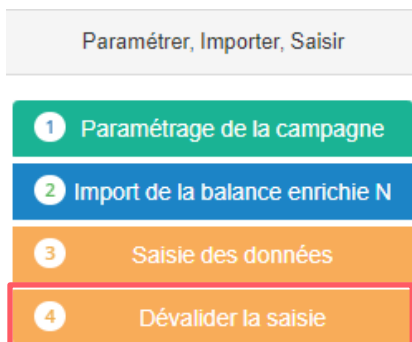 Paramétrer, Importer, Saisir
1 Paramétrage de la campagne
2 Import de la balance enrichie N
3 Saisie des données
4 Dévalider la saisie